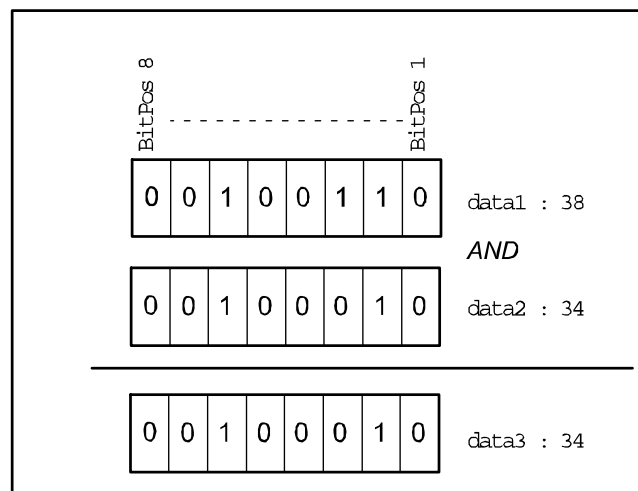 BitPos 8 - - - - - - - - - - - - - - - - - BitPos 1
0 0 1 0 0 1 1 0 data1 : 38
AND
0 0 1 0 0 0 1 0 data2 : 34
0 0 1 0 0 0 1 0 data3 : 34